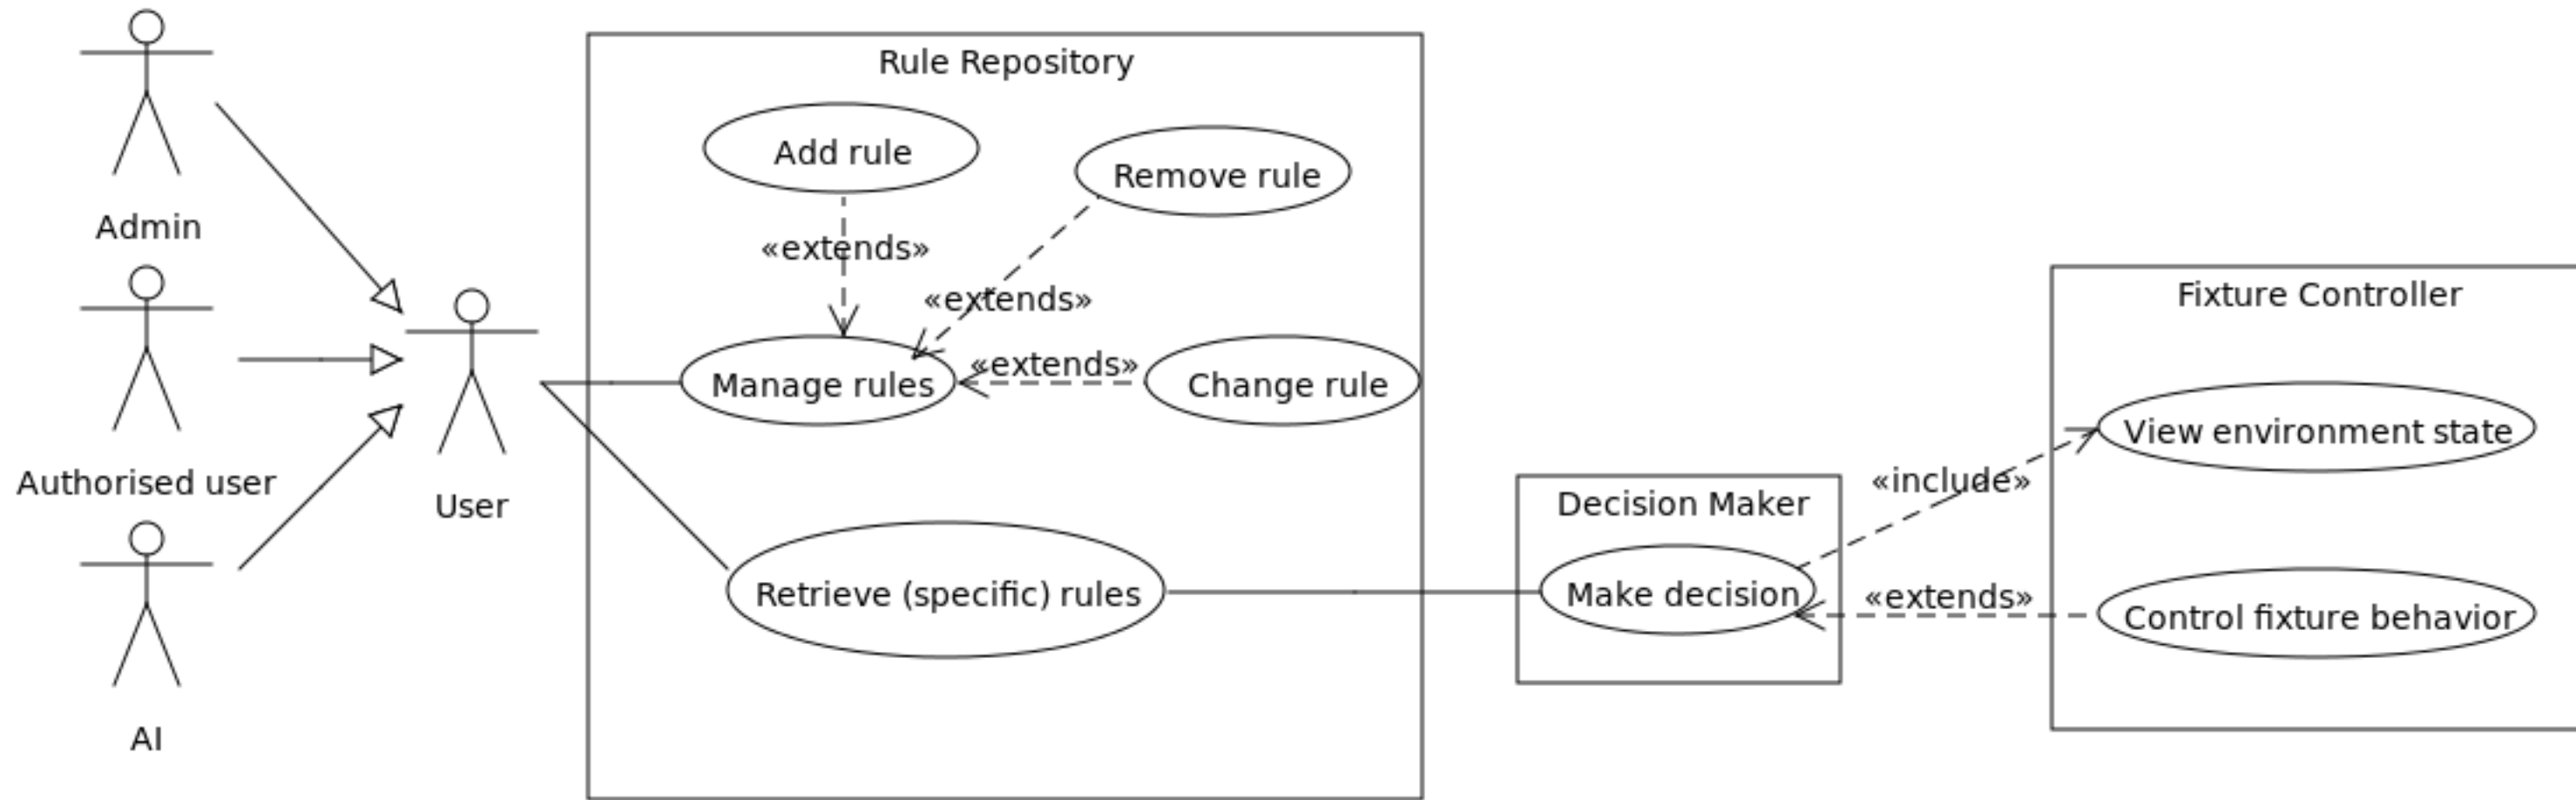 Admin
Authorised user
AI
User
Rule Repository
Add rule
Remove rule
«extends»
«extends»
«extends»
Manage rules
Change rule
Retrieve (specific) rules
Decision Maker
Make decision
«include»
«extends»
Fixture Controller
View environment state
Control fixture behavior